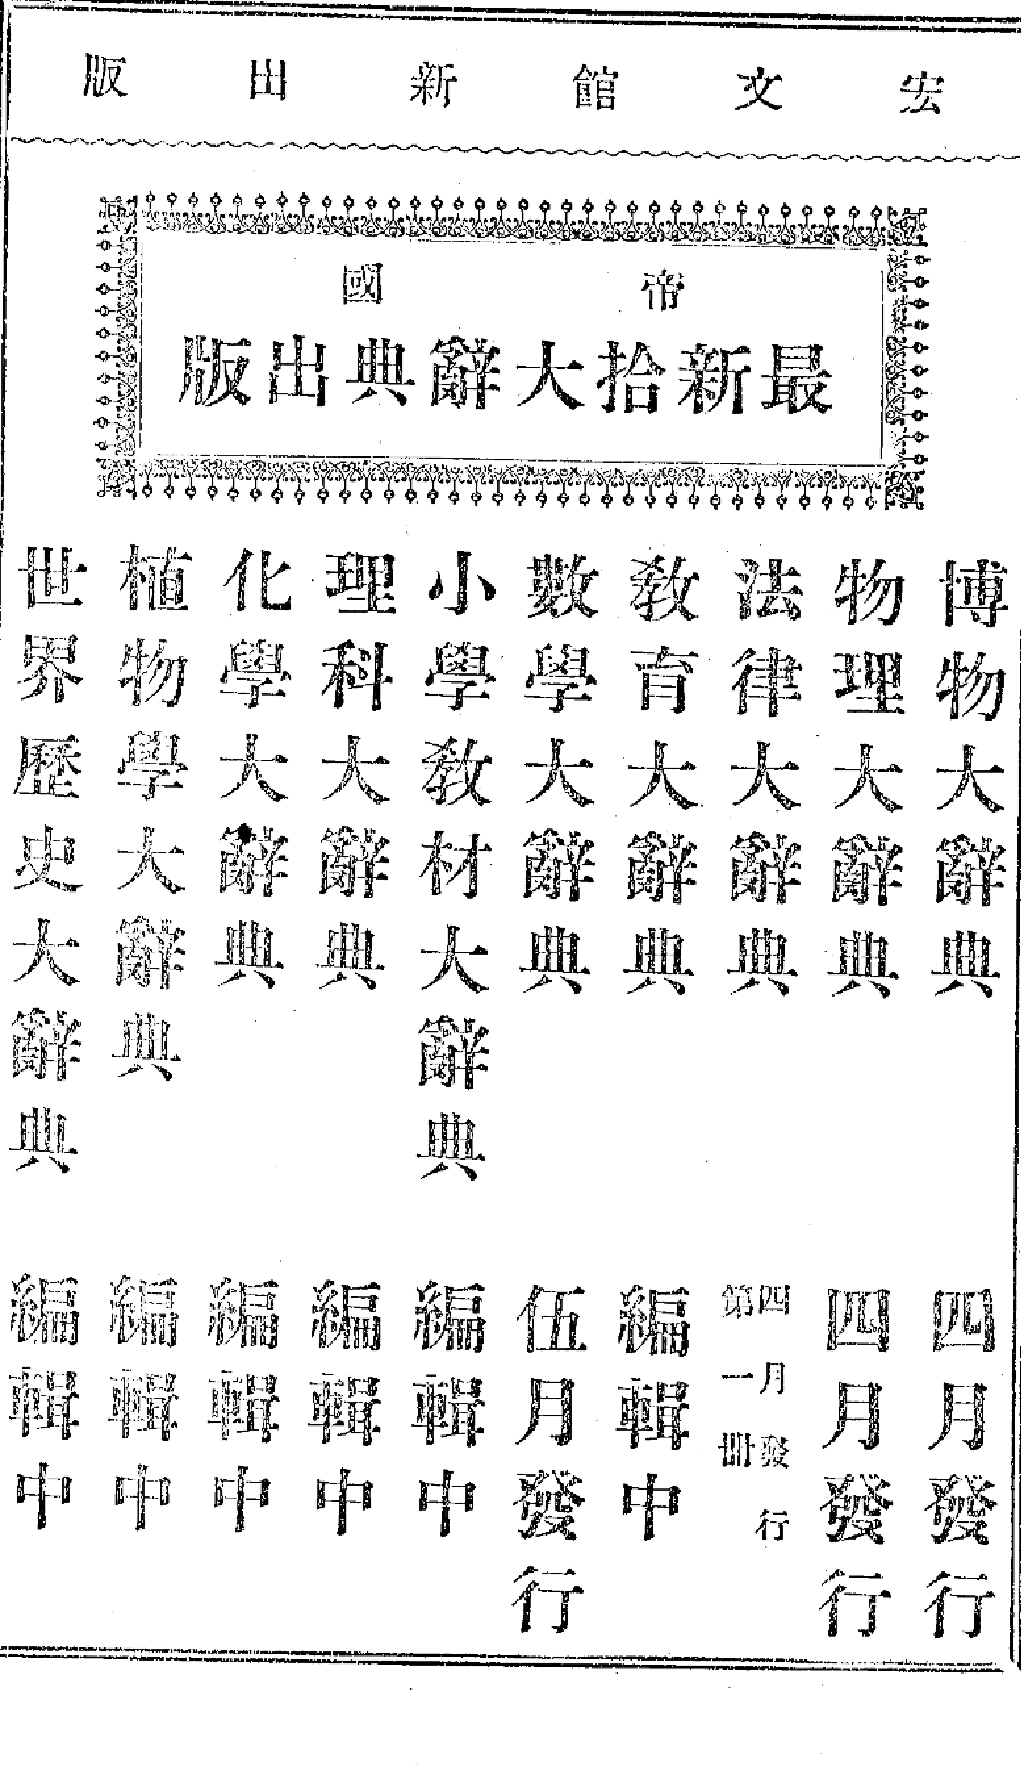 宏文館新出版
帝國
最新拾大辭典出版
博物大辭典 四月發行
物理大辭典 四月發行
法律大辭典 四月發行 第一册
教育大辭典 編輯中
數學大辭典 伍月發行
小學教材大辭典 編輯中
理科大辭典 編輯中
化學大辭典 編輯中
植物學大辭典 編輯中
世界歷史大辭典 編輯中